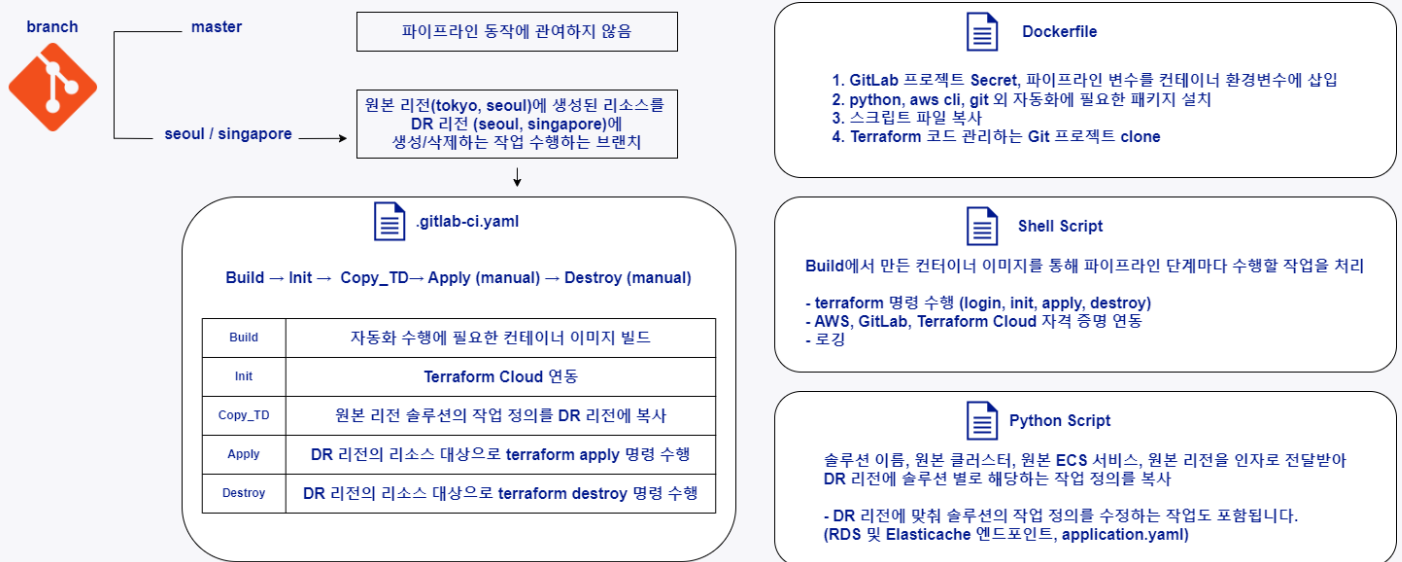 branch
master
파이프라인 동작에 관여하지 않음
seoul / singapore
원본 리전(tokyo, seoul)에 생성된 리소스를
DR 리전 (seoul, singapore)에
생성/삭제하는 작업 수행하는 브랜치
.gitlab-ci.yaml
Build → Init → Copy_TD→ Apply (manual) → Destroy (manual)
Build 자동화 수행에 필요한 컨테이너 이미지 빌드
Init Terraform Cloud 연동
Copy_TD 원본 리전 솔루션의 작업 정의를 DR 리전에 복사
Apply DR 리전의 리소스 대상으로 terraform apply 명령 수행
Destroy DR 리전의 리소스 대상으로 terraform destroy 명령 수행
Dockerfile
1. GitLab 프로젝트 Secret, 파이프라인 변수를 컨테이너 환경변수에 삽입
2. python, aws cli, git 외 자동화에 필요한 패키지 설치
3. 스크립트 파일 복사
4. Terraform 코드 관리하는 Git 프로젝트 clone
Shell Script
Build에서 만든 컨터이너 이미지를 통해 파이프라인 단계마다 수행할 작업을 처리
- terraform 명령 수행 (login, init, apply, destroy)
- AWS, GitLab, Terraform Cloud 자격 증명 연동
- 로깅
Python Script
솔루션 이름, 원본 클러스터, 원본 ECS 서비스, 원본 리전을 인자로 전달받아
DR 리전에 솔루션 별로 해당하는 작업 정의를 복사
- DR 리전에 맞춰 솔루션의 작업 정의를 수정하는 작업도 포함됩니다.
(RDS 및 Elasticache 엔드포인트, application.yaml)